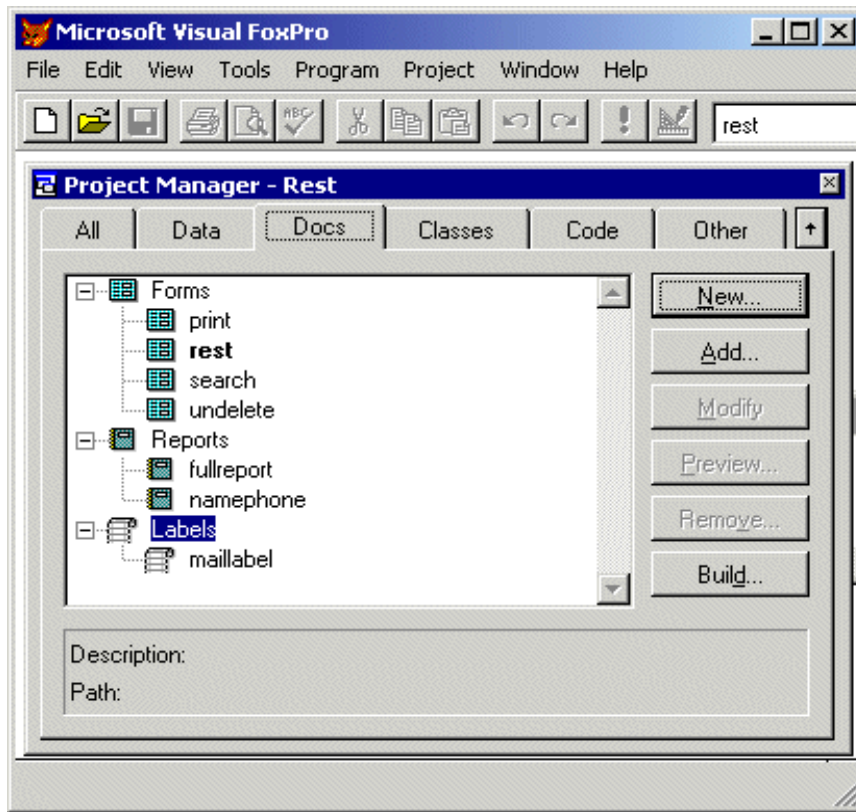 Microsoft Visual FoxPro
File Edit View Tools Program Project Window Help
ABC rest
Project Manager - Rest
All Data Docs Classes Code Other
Forms
print
rest
search
undelete
Reports
fullreport
namephone
Labels
maillabel
New...
Add...
Modify
Preview...
Remove...
Build...
Description:
Path: